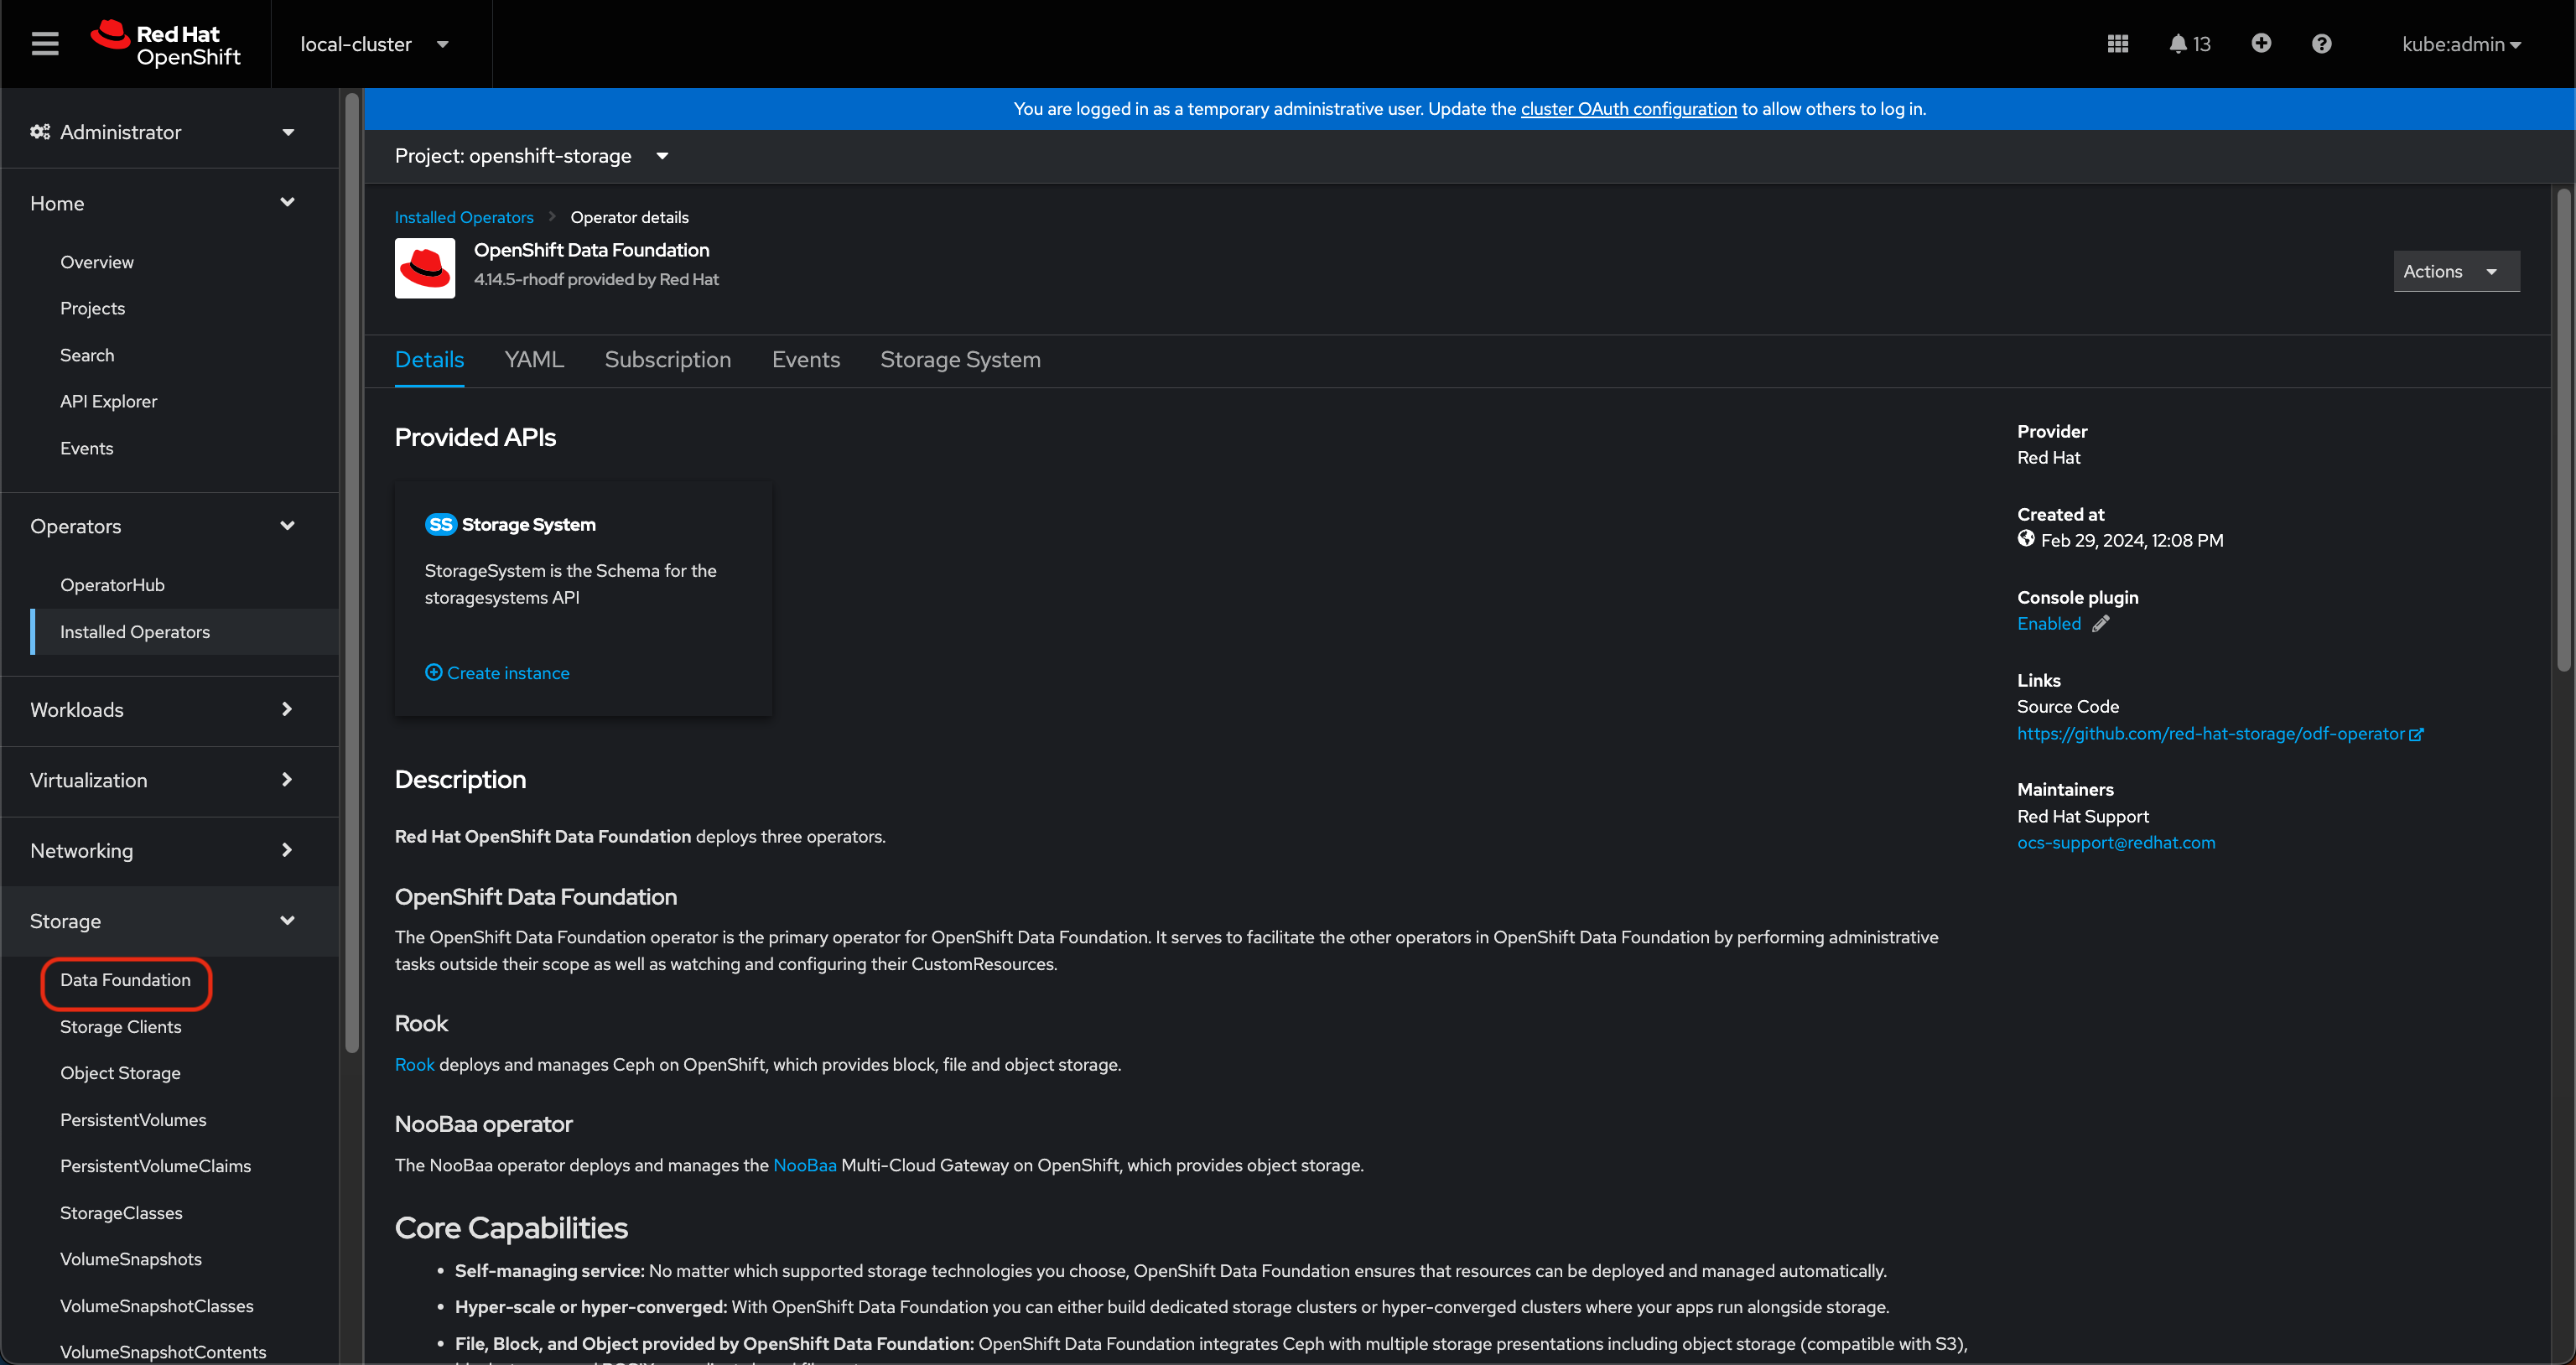 Red Hat
OpenShift
local-cluster
13
kube:admin
Administrator
Home
Overview
Projects
Search
API Explorer
Events
Operators
OperatorHub
Installed Operators
Workloads
Virtualization
Networking
Storage
Data Foundation
Storage Clients
Object Storage
PersistentVolumes
PersistentVolumeClaims
StorageClasses
VolumeSnapshots
VolumeSnapshotClasses
VolumeSnapshotContents
You are logged in as a temporary administrative user. Update the cluster OAuth configuration to allow others to log in.
Project: openshift-storage
Installed Operators Operator details
OpenShift Data Foundation
4.14.5-rhodf provided by Red Hat
Actions
Details YAML Subscription Events Storage System
Provided APIs
SS Storage System
StorageSystem is the Schema for the
storagesystems API
Create instance
Description
Red Hat OpenShift Data Foundation deploys three operators.
OpenShift Data Foundation
The OpenShift Data Foundation operator is the primary operator for OpenShift Data Foundation. It serves to facilitate the other operators in OpenShift Data Foundation by performing administrative
tasks outside their scope as well as watching and configuring their CustomResources.
Rook
Rook deploys and manages Ceph on OpenShift, which provides block, file and object storage.
NooBaa operator
The NooBaa operator deploys and manages the NooBaa Multi-Cloud Gateway on OpenShift, which provides object storage.
Core Capabilities
• Self-managing service: No matter which supported storage technologies you choose, OpenShift Data Foundation ensures that resources can be deployed and managed automatically.
• Hyper-scale or hyper-converged: With OpenShift Data Foundation you can either build dedicated storage clusters or hyper-converged clusters where your apps run alongside storage.
• File, Block, and Object provided by OpenShift Data Foundation: OpenShift Data Foundation integrates Ceph with multiple storage presentations including object storage (compatible with S3),
Provider
Red Hat
Created at
Feb 29, 2024, 12:08 PM
Console plugin
Enabled
Links
Source Code
https://github.com/red-hat-storage/odf-operator
Maintainers
Red Hat Support
ocs-support@redhat.com